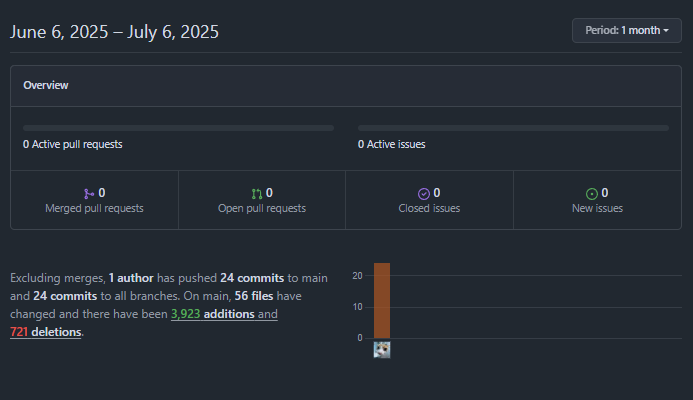 June 6, 2025 – July 6, 2025
Period: 1 month
Overview
0 Active pull requests
0 Active issues
0
Merged pull requests
0
Open pull requests
0
Closed issues
0
New issues
Excluding merges, 1 author has pushed 24 commits to main
and 24 commits to all branches. On main, 56 files have
changed and there have been 3,923 additions and
721 deletions.
20
10
0